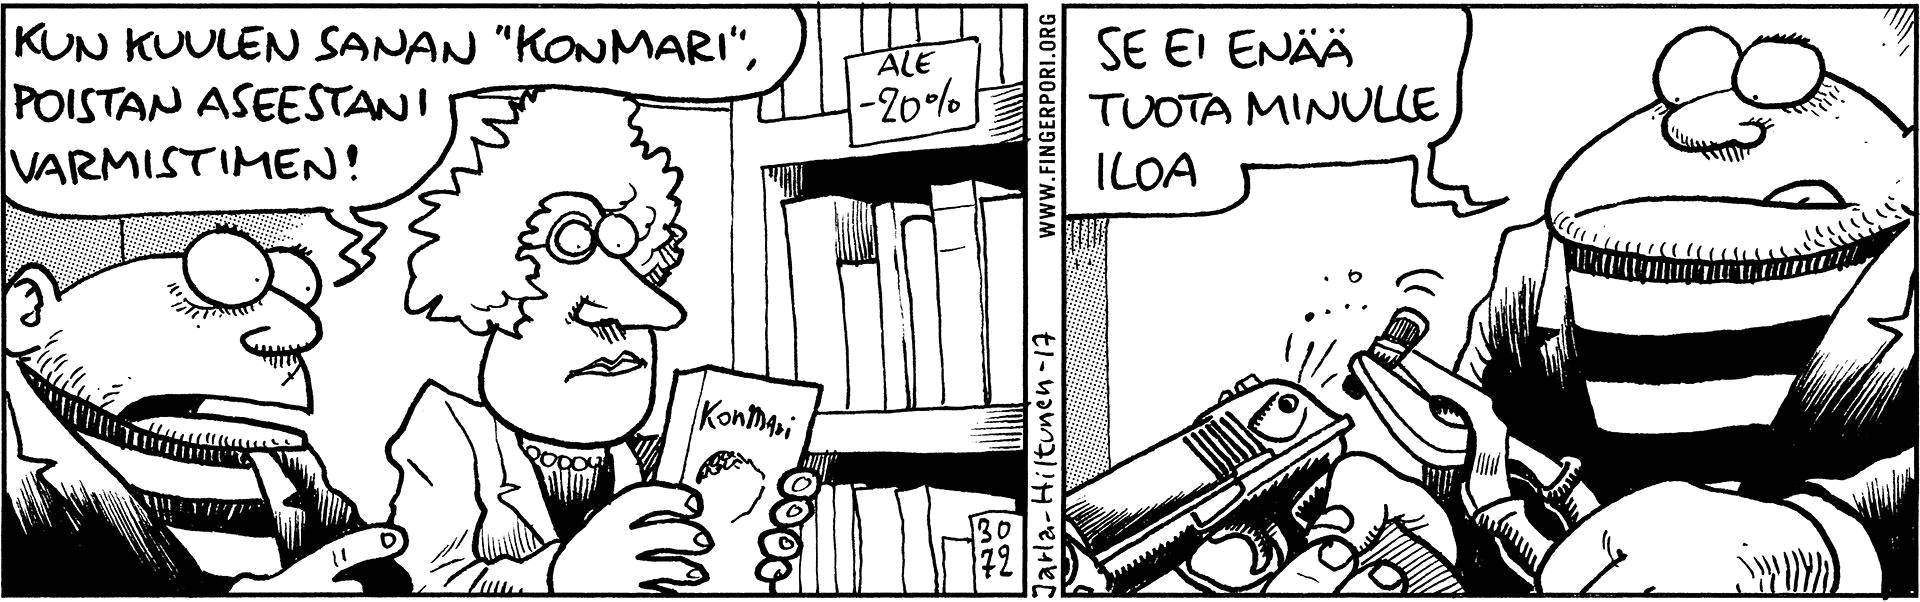 KUN KUULEN SANAN "KONMARI",
POISTAN ASEESTANI
VARMISTIMEN!
ALE
-20%
KonMari
30
72
WWW.FINGERPORI.ORG
Jarla-Hiltunen-17
SE EI ENÄÄ
TUOTA MINULLE
ILOA